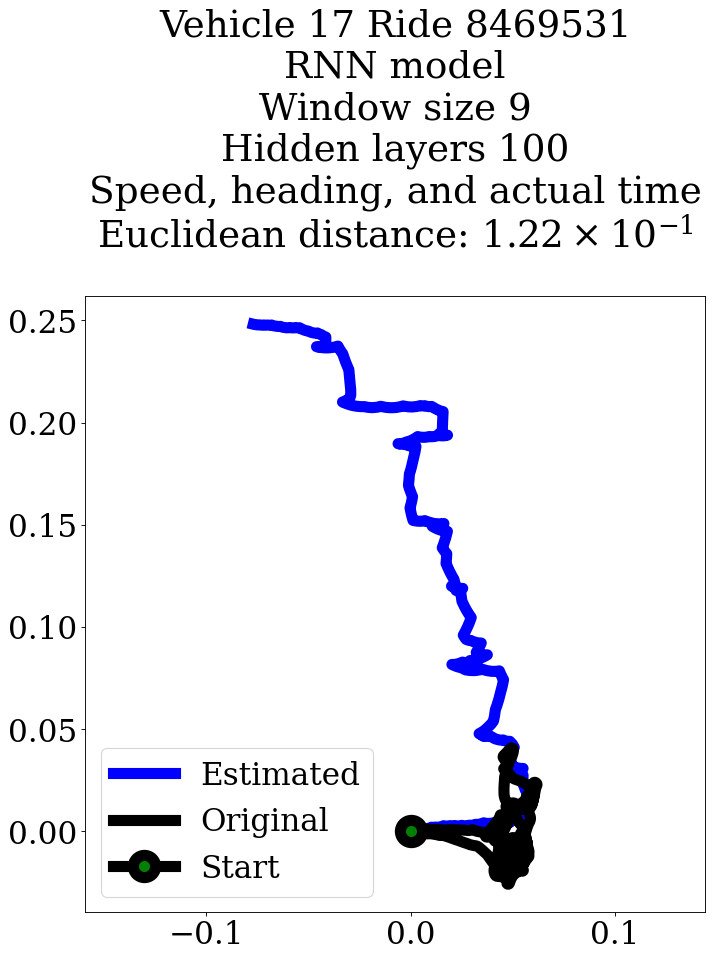 Vehicle 17 Ride 8469531
RNN model
Window size 9
Hidden layers 100
Speed, heading, and actual time
Euclidean distance: 1.22 × 10⁻¹
0.25
0.20
0.15
0.10
0.05
0.00
Estimated
Original
Start
−0.1
0.0
0.1